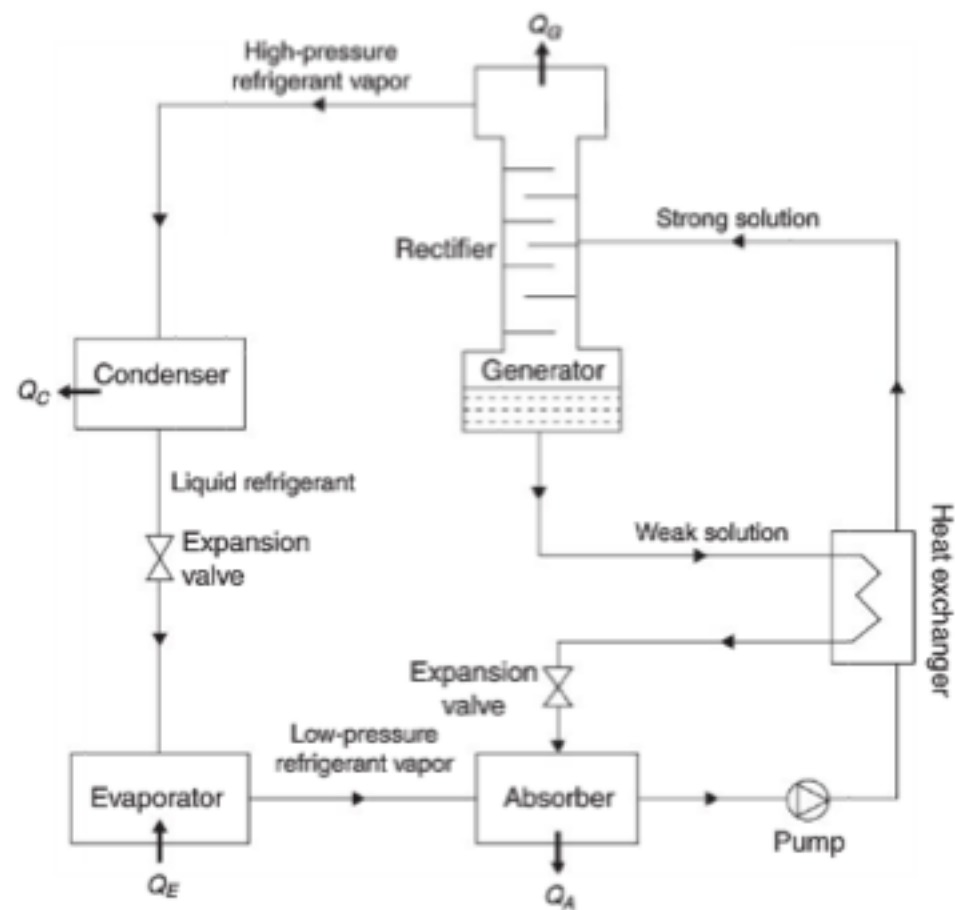 Q_G
High-pressure
refrigerant vapor
Strong solution
Rectifier
Generator
Condenser
Q_C
Liquid refrigerant
Expansion
valve
Weak solution
Heat exchanger
Expansion
valve
Low-pressure
refrigerant vapor
Evaporator
Absorber
Pump
Q_E
Q_A